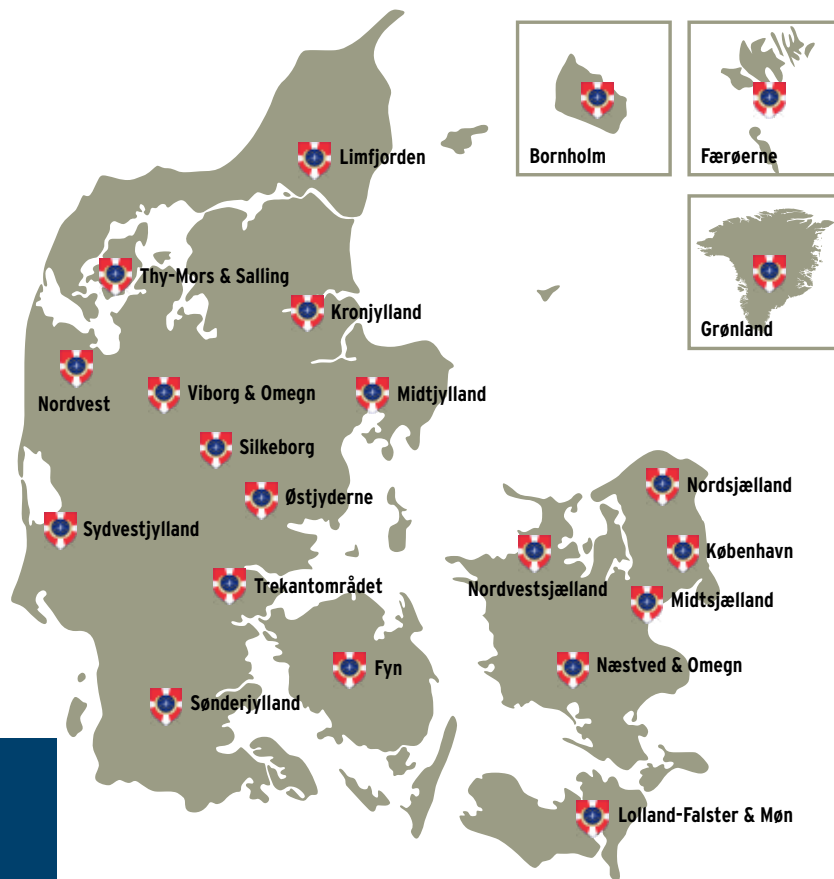 Limfjorden
Bornholm
Færøerne
Thy-Mors & Salling
Kronjylland
Grønland
Nordvest
Viborg & Omegn
Midtjylland
Silkeborg
Østjyderne
Nordsjælland
Sydvestjylland
København
Trekantområdet
Nordvestsjælland
Midtsjælland
Fyn
Næstved & Omegn
Sønderjylland
Lolland-Falster & Møn